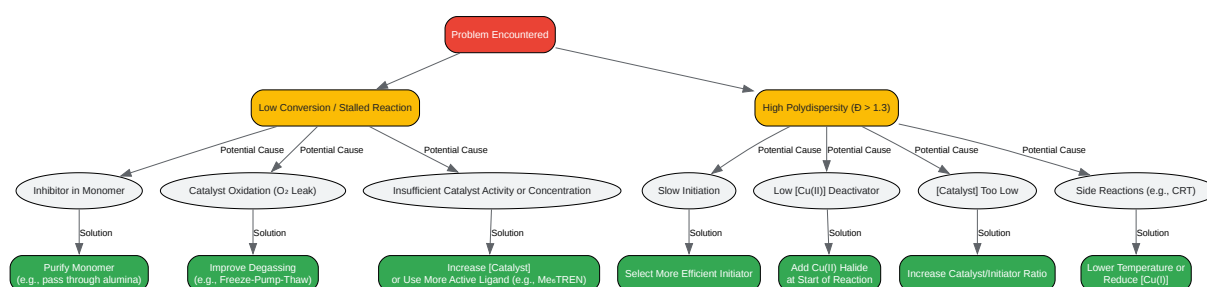 Problem Encountered
Low Conversion / Stalled Reaction
High Polydispersity (Đ > 1.3)
Potential Cause
Potential Cause
Potential Cause
Potential Cause
Potential Cause
Potential Cause
Potential Cause
Inhibitor in Monomer
Catalyst Oxidation (O₂ Leak)
Insufficient Catalyst Activity or Concentration
Slow Initiation
Low [Cu(II)] Deactivator
[Catalyst] Too Low
Side Reactions (e.g., CRT)
Solution
Solution
Solution
Solution
Solution
Solution
Solution
Purify Monomer
(e.g., pass through alumina)
Improve Degassing
(e.g., Freeze-Pump-Thaw)
Increase [Catalyst]
or Use More Active Ligand (e.g., Me₆TREN)
Select More Efficient Initiator
Add Cu(II) Halide
at Start of Reaction
Increase Catalyst/Initiator Ratio
Lower Temperature or
Reduce [Cu(I)]